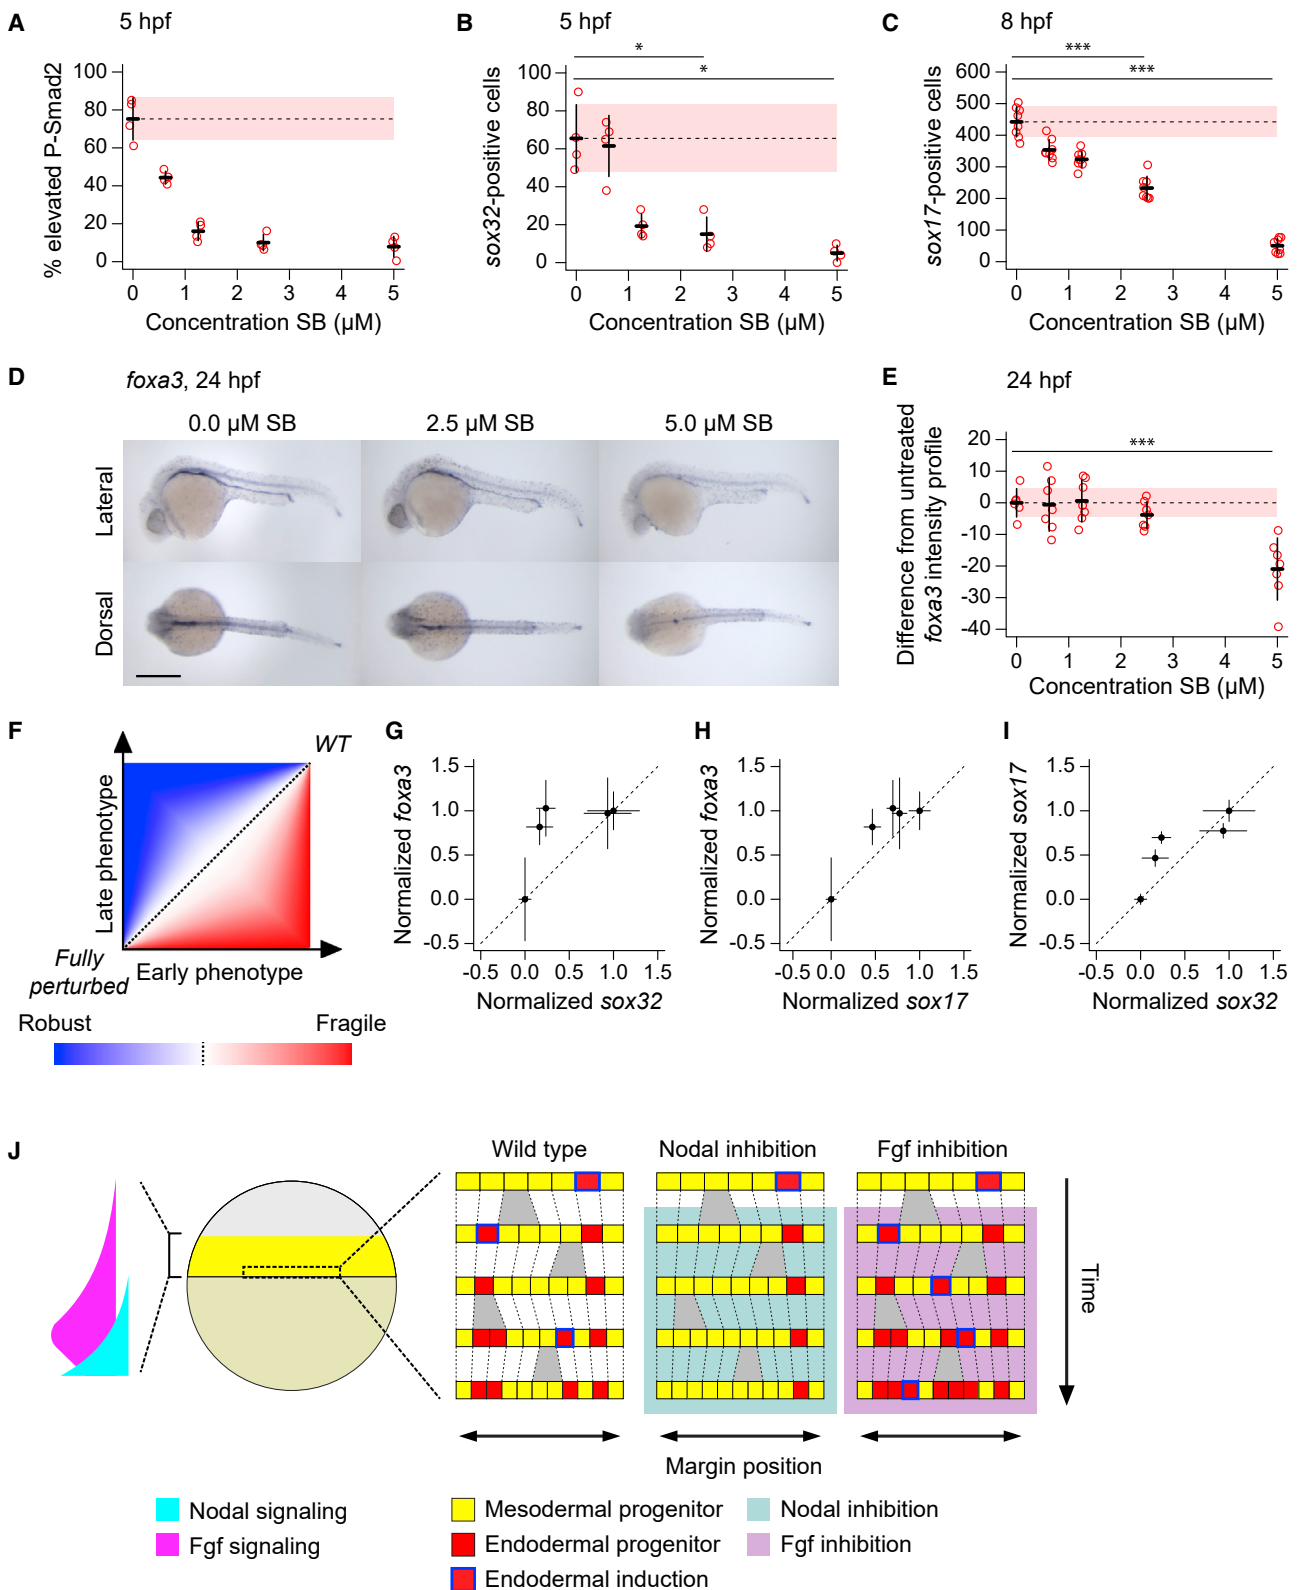 A
5 hpf
% elevated P-Smad2
100
80
60
40
20
0
0 1 2 3 4 5
Concentration SB (µM)
B
5 hpf
*
*
sox32-positive cells
100
80
60
40
20
0
0 1 2 3 4 5
Concentration SB (µM)
C
8 hpf
***
***
sox17-positive cells
600
500
400
300
200
100
0
0 1 2 3 4 5
Concentration SB (µM)
D
foxa3, 24 hpf
0.0 µM SB
2.5 µM SB
5.0 µM SB
Lateral
Dorsal
E
24 hpf
***
Difference from untreated
foxa3 intensity profile
20
10
0
-10
-20
-30
-40
0 1 2 3 4 5
Concentration SB (µM)
F
WT
Late phenotype
Fully
perturbed
Early phenotype
Robust
Fragile
G
Normalized foxa3
1.5
1.0
0.5
0.0
-0.5
-0.5 0.0 0.5 1.0 1.5
Normalized sox32
H
Normalized foxa3
1.5
1.0
0.5
0.0
-0.5
-0.5 0.0 0.5 1.0 1.5
Normalized sox17
I
Normalized sox17
1.5
1.0
0.5
0.0
-0.5
-0.5 0.0 0.5 1.0 1.5
Normalized sox32
J
Wild type
Nodal inhibition
Fgf inhibition
Time
Margin position
Nodal signaling
Fgf signaling
Mesodermal progenitor
Endodermal progenitor
Endodermal induction
Nodal inhibition
Fgf inhibition